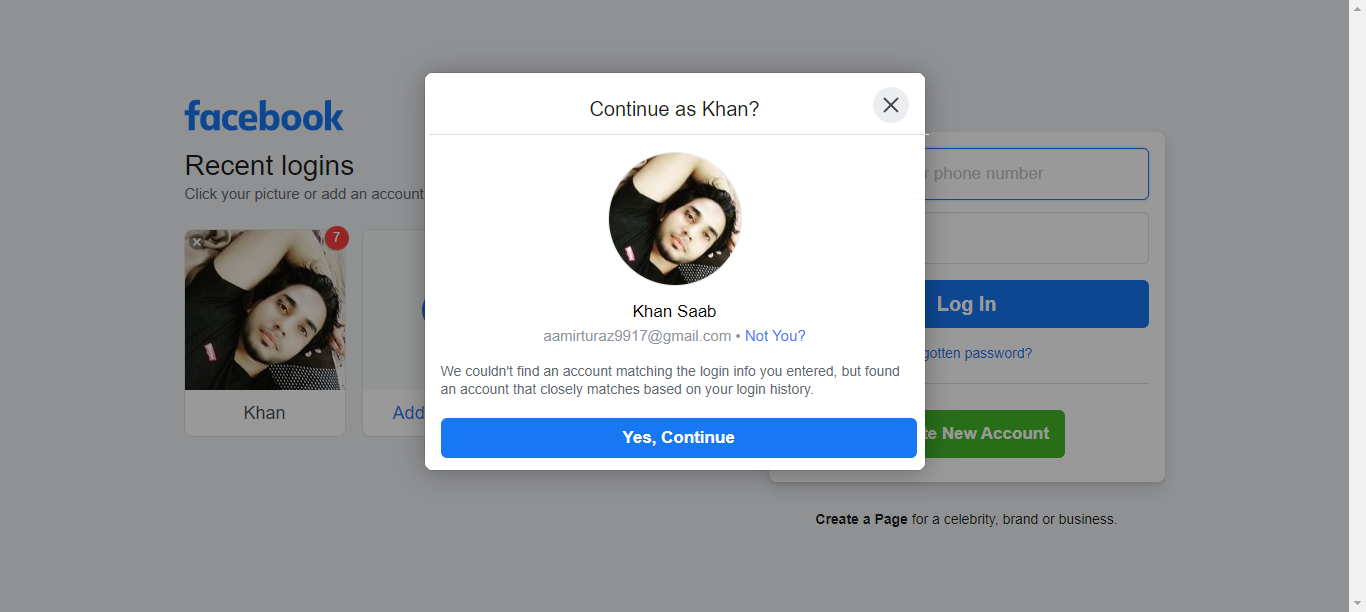 facebook
Recent logins
Click your picture or add an account
7
Khan
Add
Continue as Khan?
Khan Saab
aamirturaz9917@gmail.com • Not You?
We couldn't find an account matching the login info you entered, but found
an account that closely matches based on your login history.
Yes, Continue
phone number
Log In
gotten password?
New Account
Create a Page for a celebrity, brand or business.